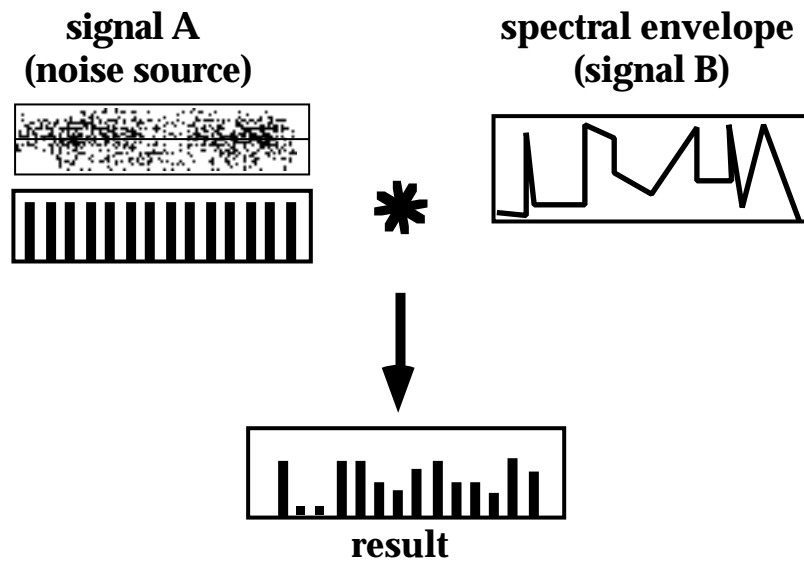 signal A
(noise source)
spectral envelope
(signal B)
result